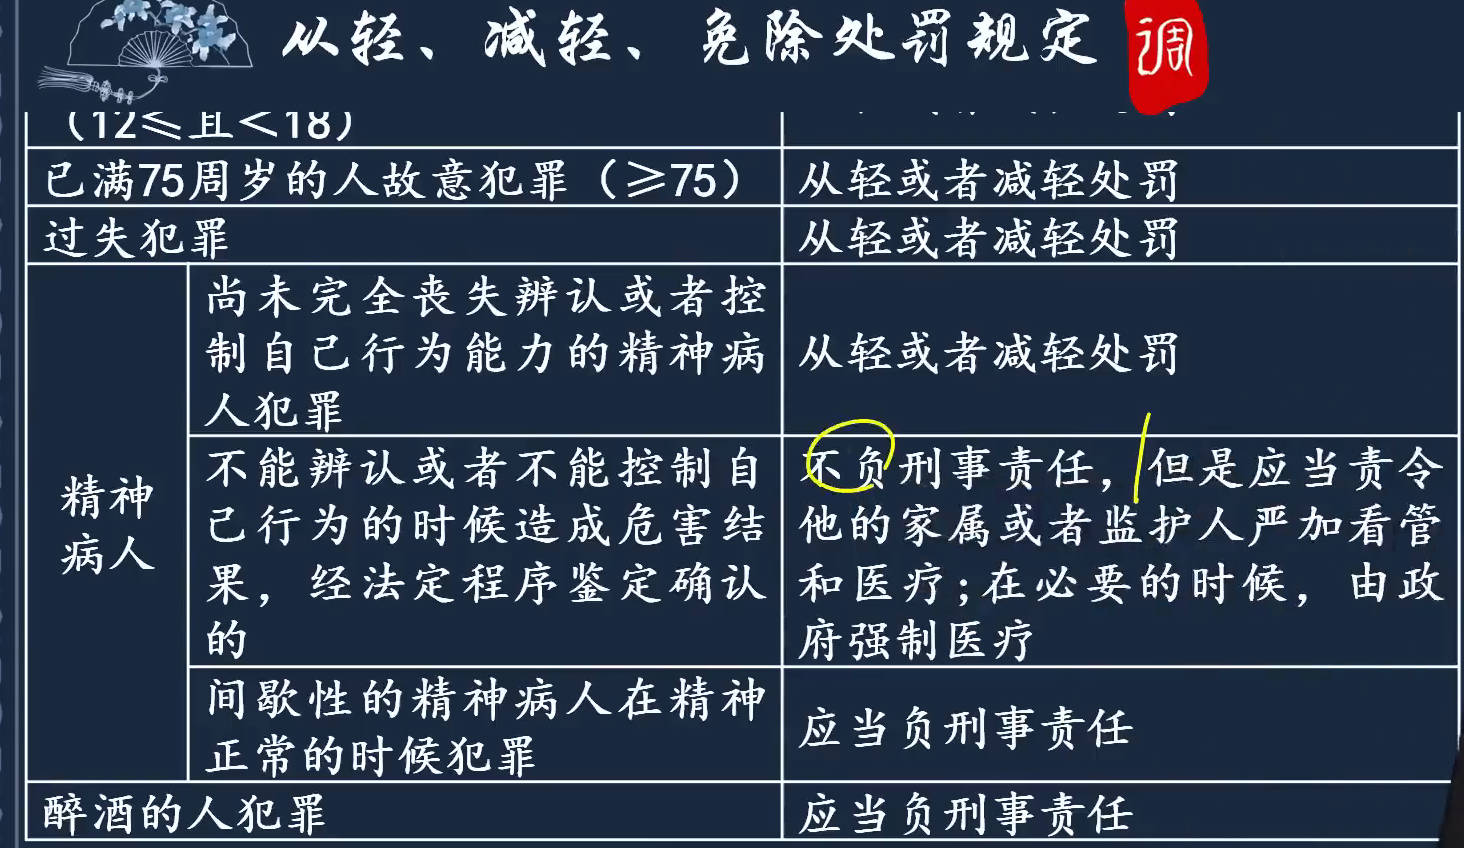 从轻、减轻、免除处罚规定 调
（12≤且＜18）
已满75周岁的人故意犯罪（≥75） 从轻或者减轻处罚
过失犯罪 从轻或者减轻处罚
精神
病人
尚未完全丧失辨认或者控
制自己行为能力的精神病
人犯罪
从轻或者减轻处罚
不能辨认或者不能控制自
己行为的时候造成危害结
果，经法定程序鉴定确认
的
不负刑事责任，但是应当责令
他的家属或者监护人严加看管
和医疗；在必要的时候，由政
府强制医疗
间歇性的精神病人在精神
正常的时候犯罪
应当负刑事责任
醉酒的人犯罪 应当负刑事责任